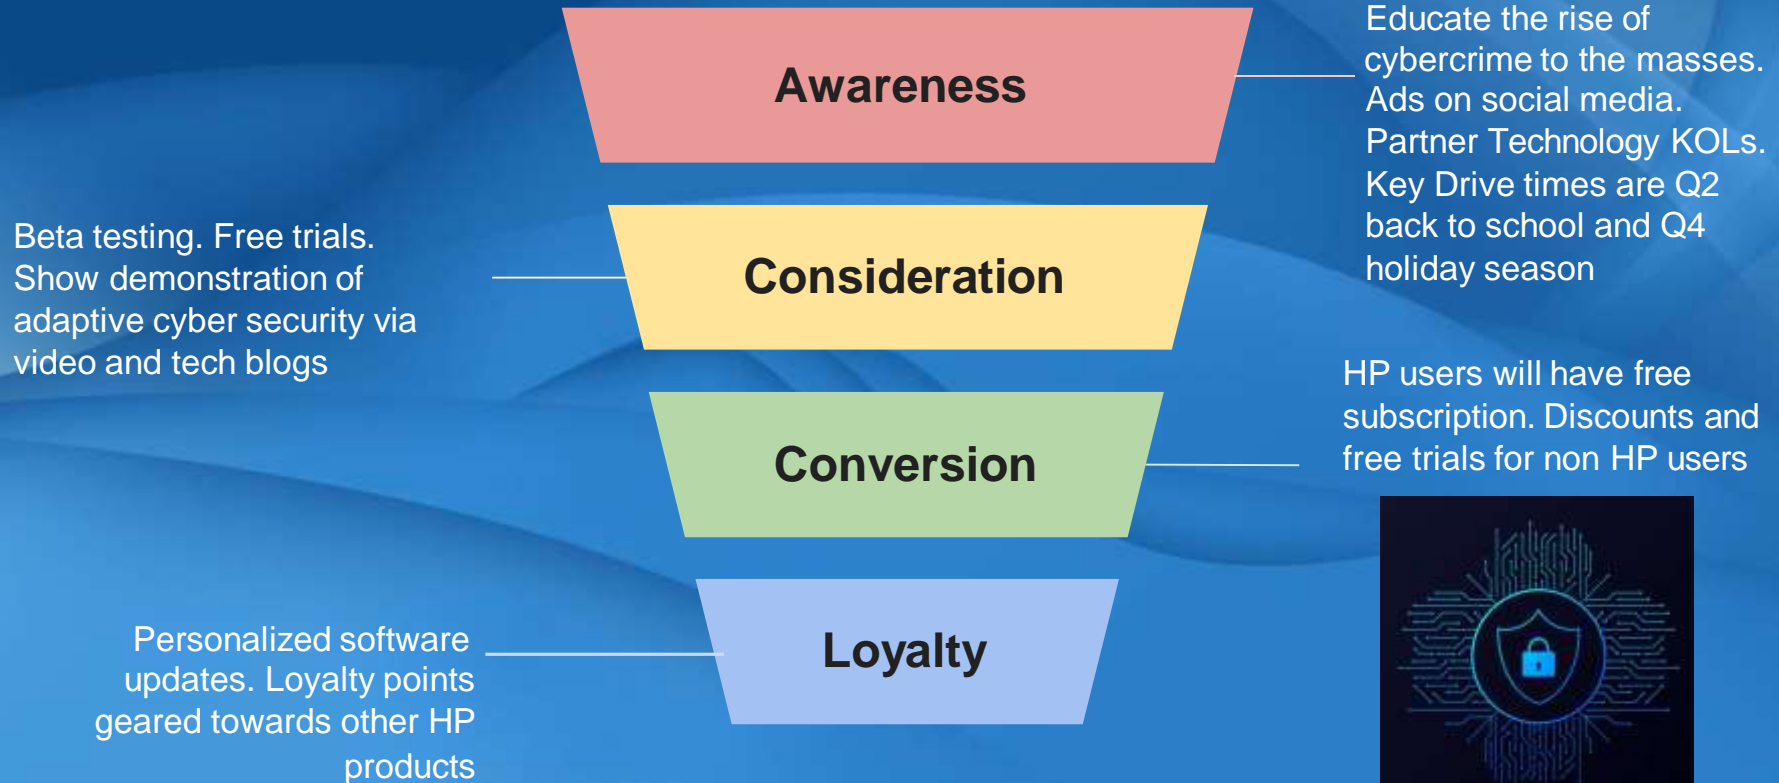 Awareness
Educate the rise of
cybercrime to the masses.
Ads on social media.
Partner Technology KOLs.
Key Drive times are Q2
back to school and Q4
holiday season
Beta testing. Free trials.
Show demonstration of
adaptive cyber security via
video and tech blogs
Consideration
Conversion
HP users will have free
subscription. Discounts and
free trials for non HP users
Personalized software
updates. Loyalty points
geared towards other HP
products
Loyalty